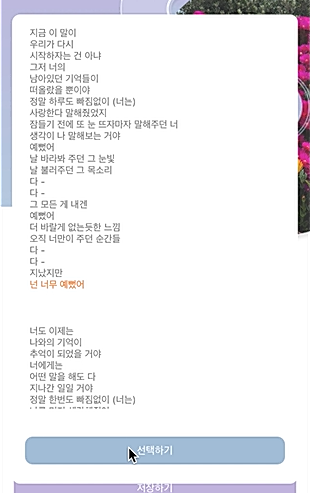 지금 이 말이
우리가 다시
시작하자는 건 아냐
그저 너의
남아있던 기억들이
떠올랐을 뿐이야
정말 하루도 빠짐없이 (너는)
사랑한다 말해줬었지
잠들기 전에 또 눈 뜨자마자 말해주던 너
생각이 나 말해보는 거야
예뻤어
날 바라봐 주던 그 눈빛
날 불러주던 그 목소리
다 -
다 -
그 모든 게 내겐
예뻤어
더 바랄게 없는듯한 느낌
오직 너만이 주던 순간들
다 -
다 -
지났지만
넌 너무 예뻤어
너도 이제는
나와의 기억이
추억이 되었을 거야
너에게는
어떤 말을 해도 다
지나간 일일 거야
정말 한번도 빠짐없이 (너는)
선택하기
저장하기